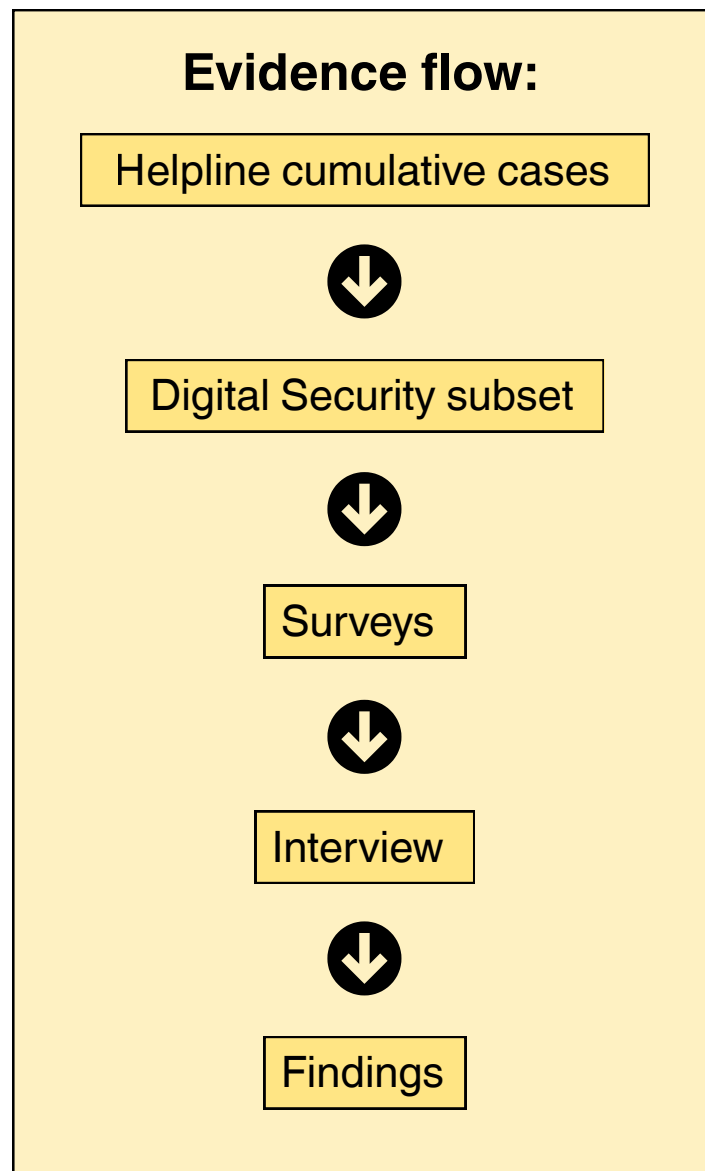 Evidence flow:
Helpline cumulative cases
Digital Security subset
Surveys
Interview
Findings